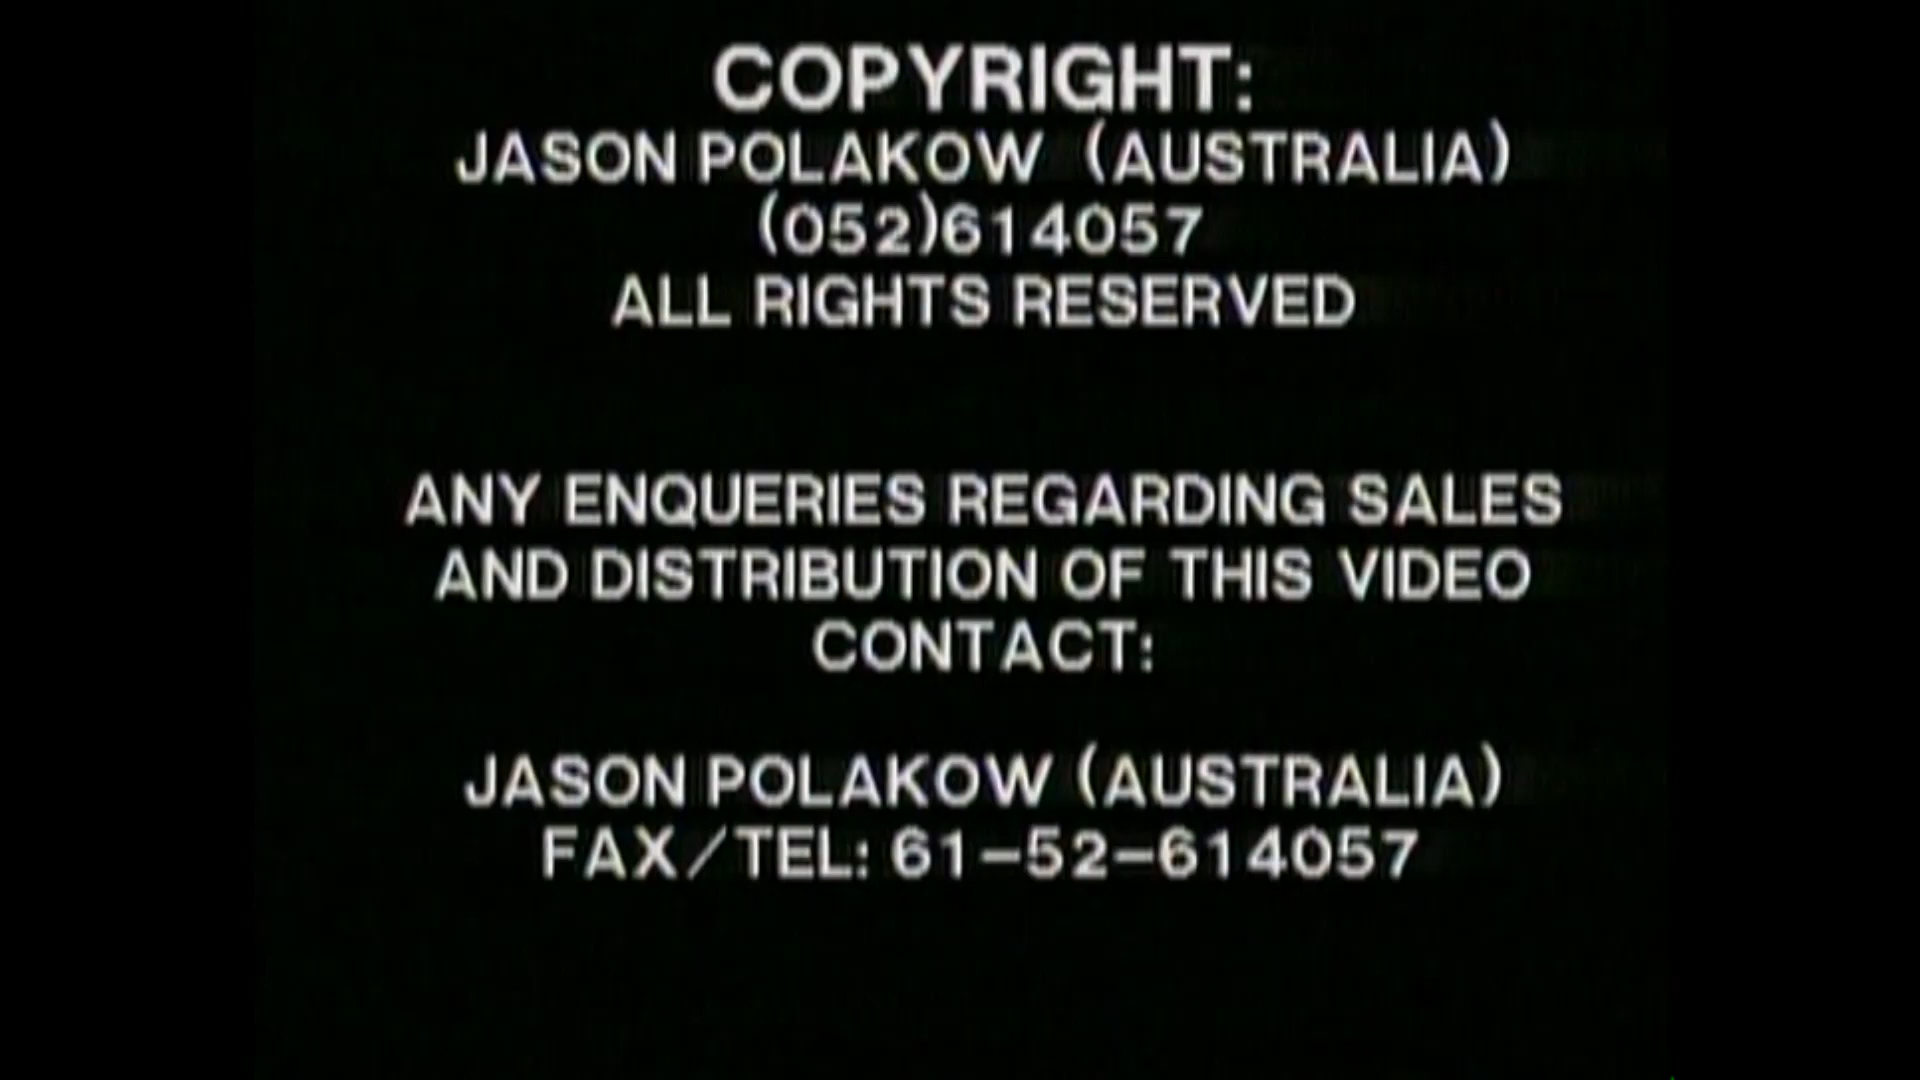 COPYRIGHT:
JASON POLAKOW (AUSTRALIA)
(052)614057
ALL RIGHTS RESERVED
ANY ENQUERIES REGARDING SALES
AND DISTRIBUTION OF THIS VIDEO
CONTACT:
JASON POLAKOW (AUSTRALIA)
FAX/TEL: 61-52-614057